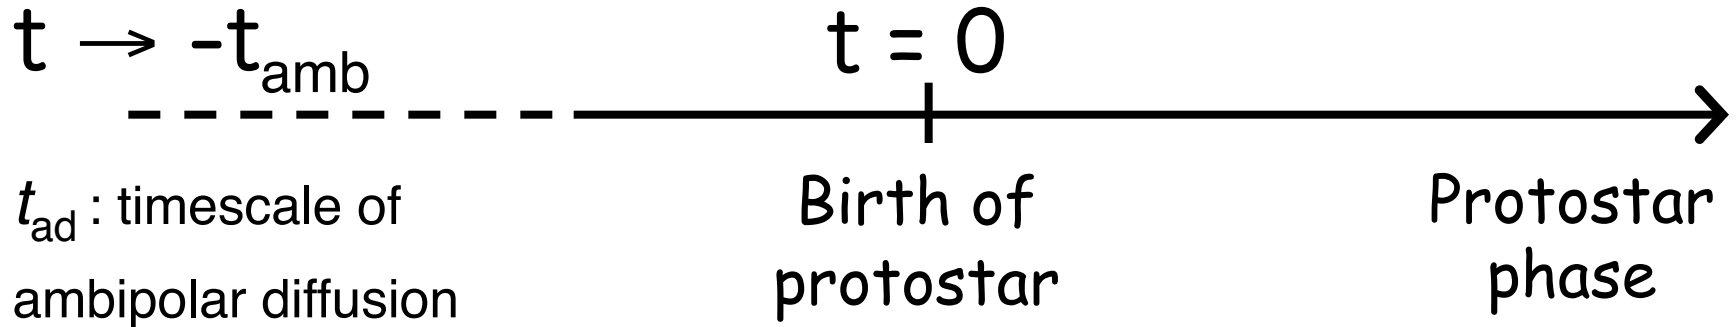 t → -t_amb
t = 0
t_ad : timescale of
ambipolar diffusion
Birth of
protostar
Protostar
phase